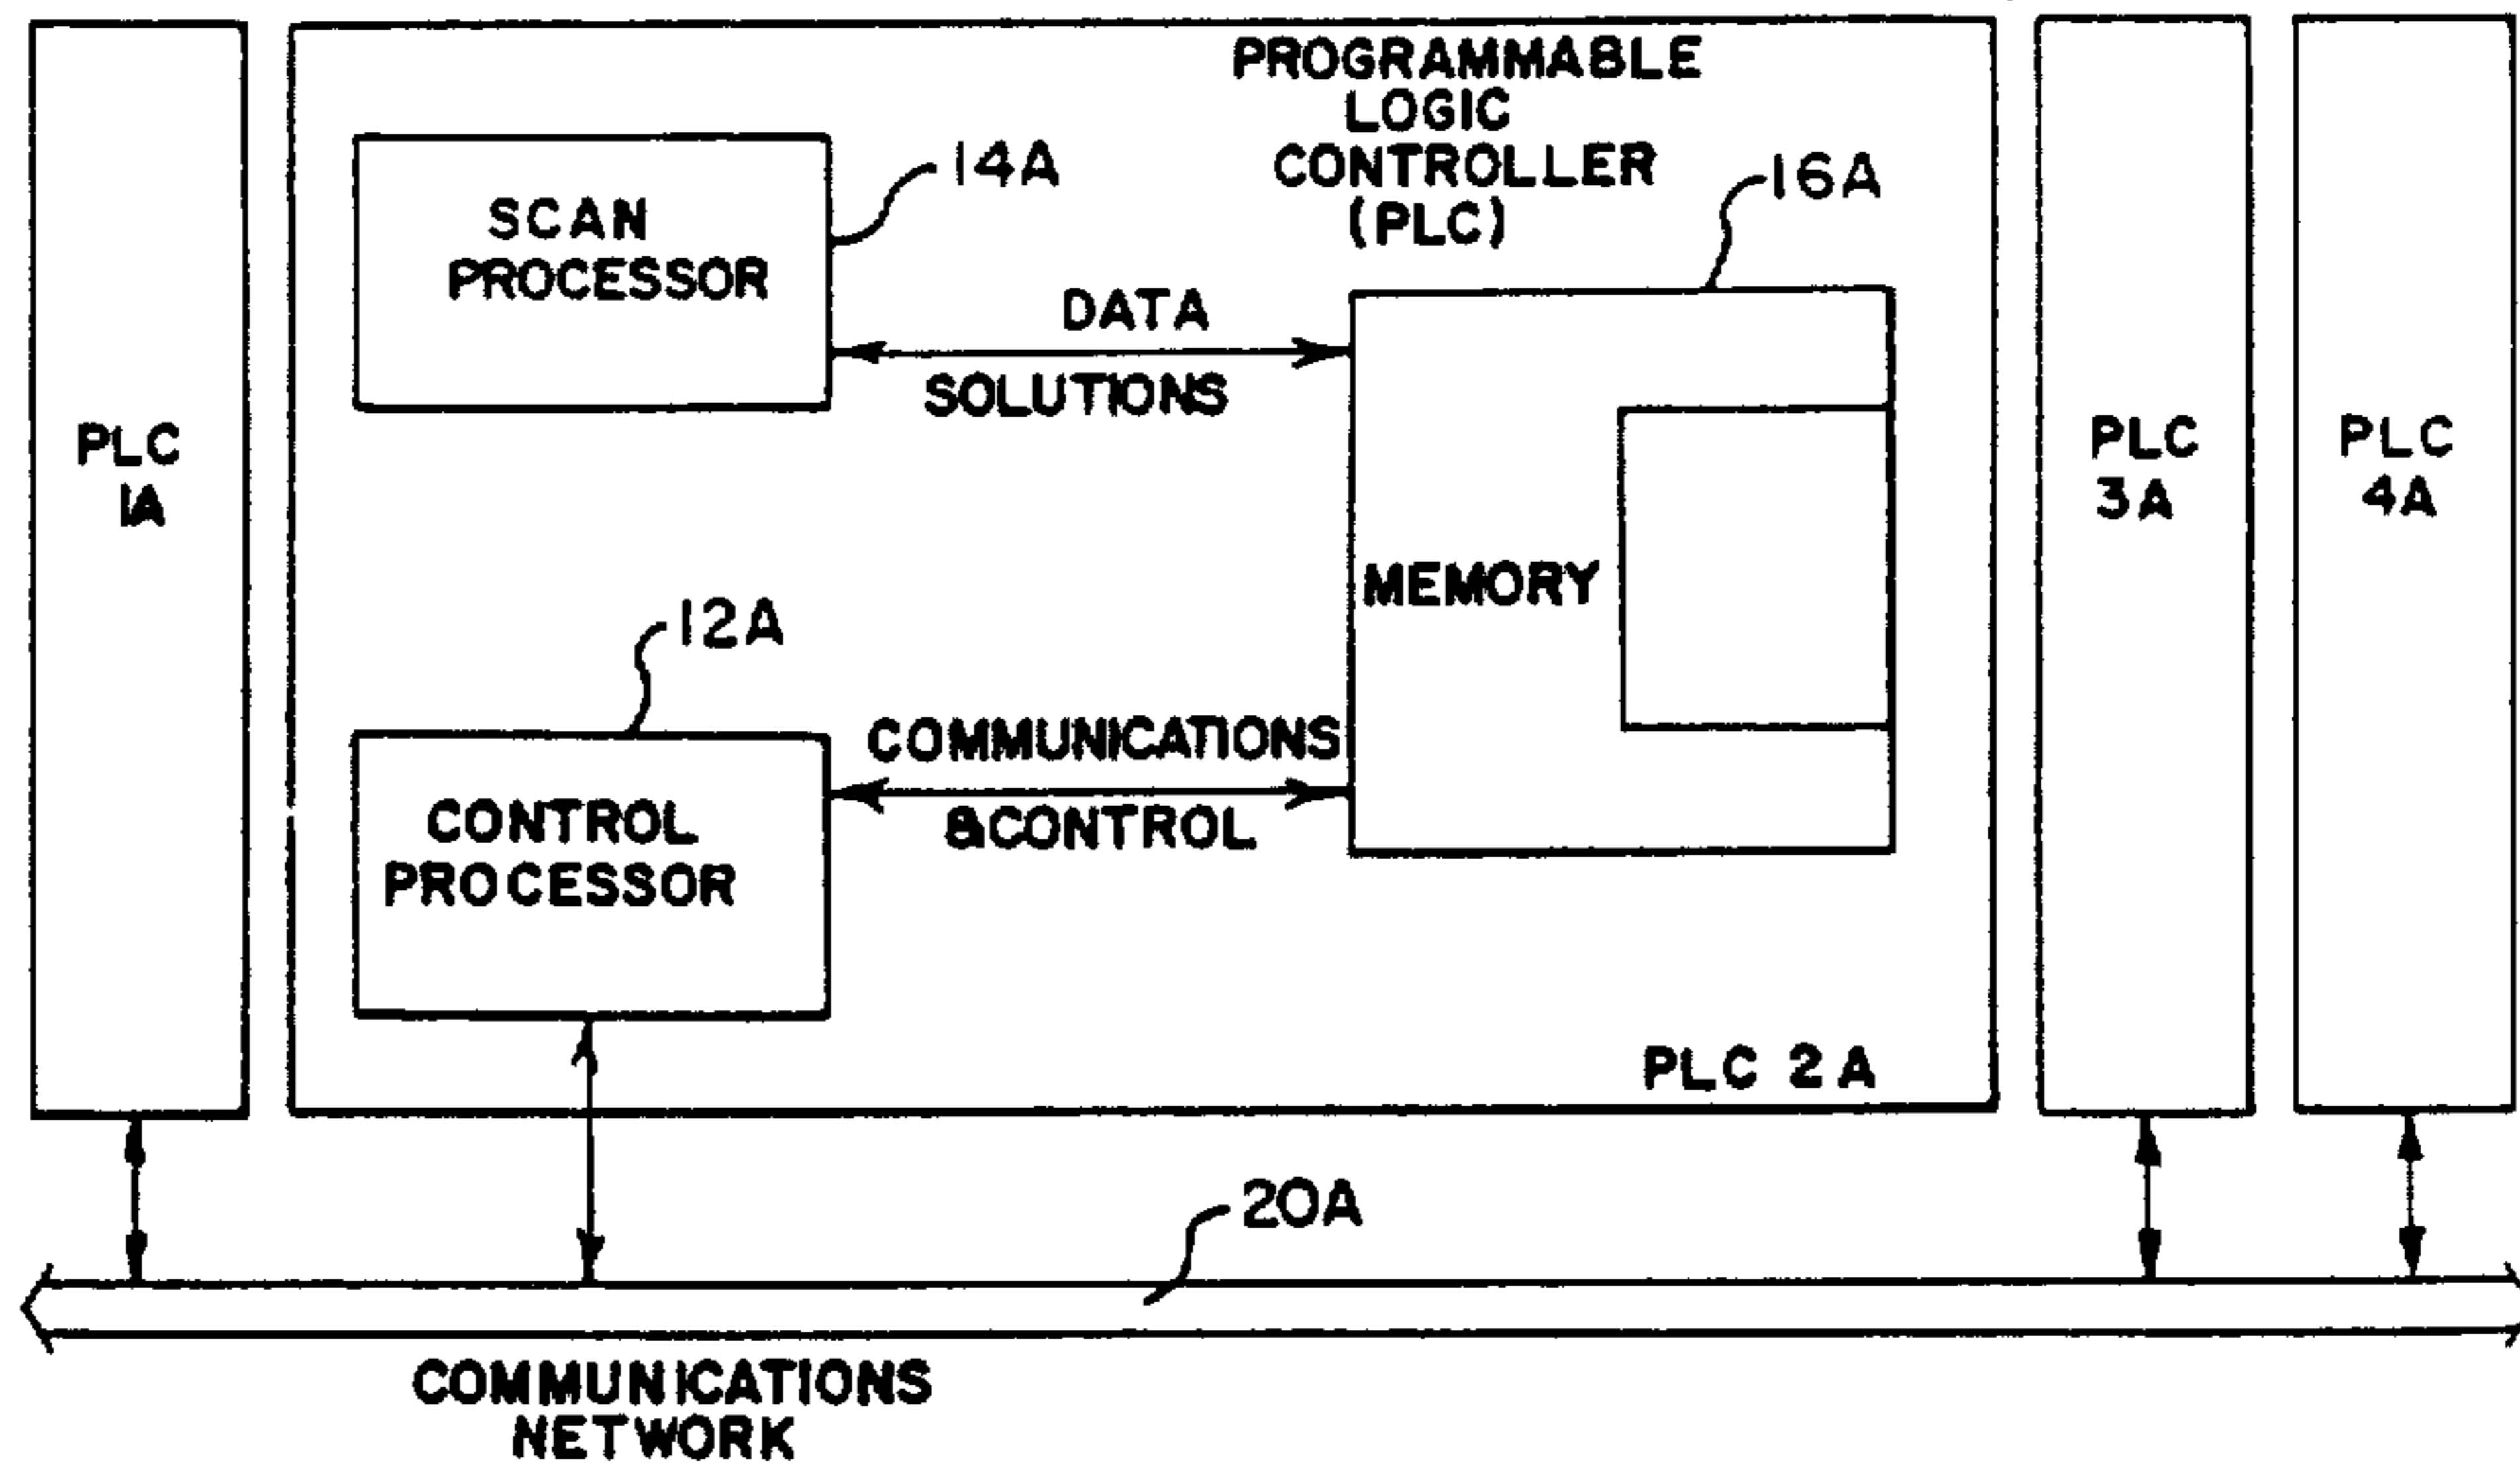 PROGRAMMABLE
LOGIC
CONTROLLER
(PLC)
14A
16A
SCAN
PROCESSOR
DATA
SOLUTIONS
PLC
1A
PLC
3A
PLC
4A
MEMORY
12A
COMMUNICATIONS
&CONTROL
CONTROL
PROCESSOR
PLC 2A
20A
COMMUNICATIONS
NETWORK